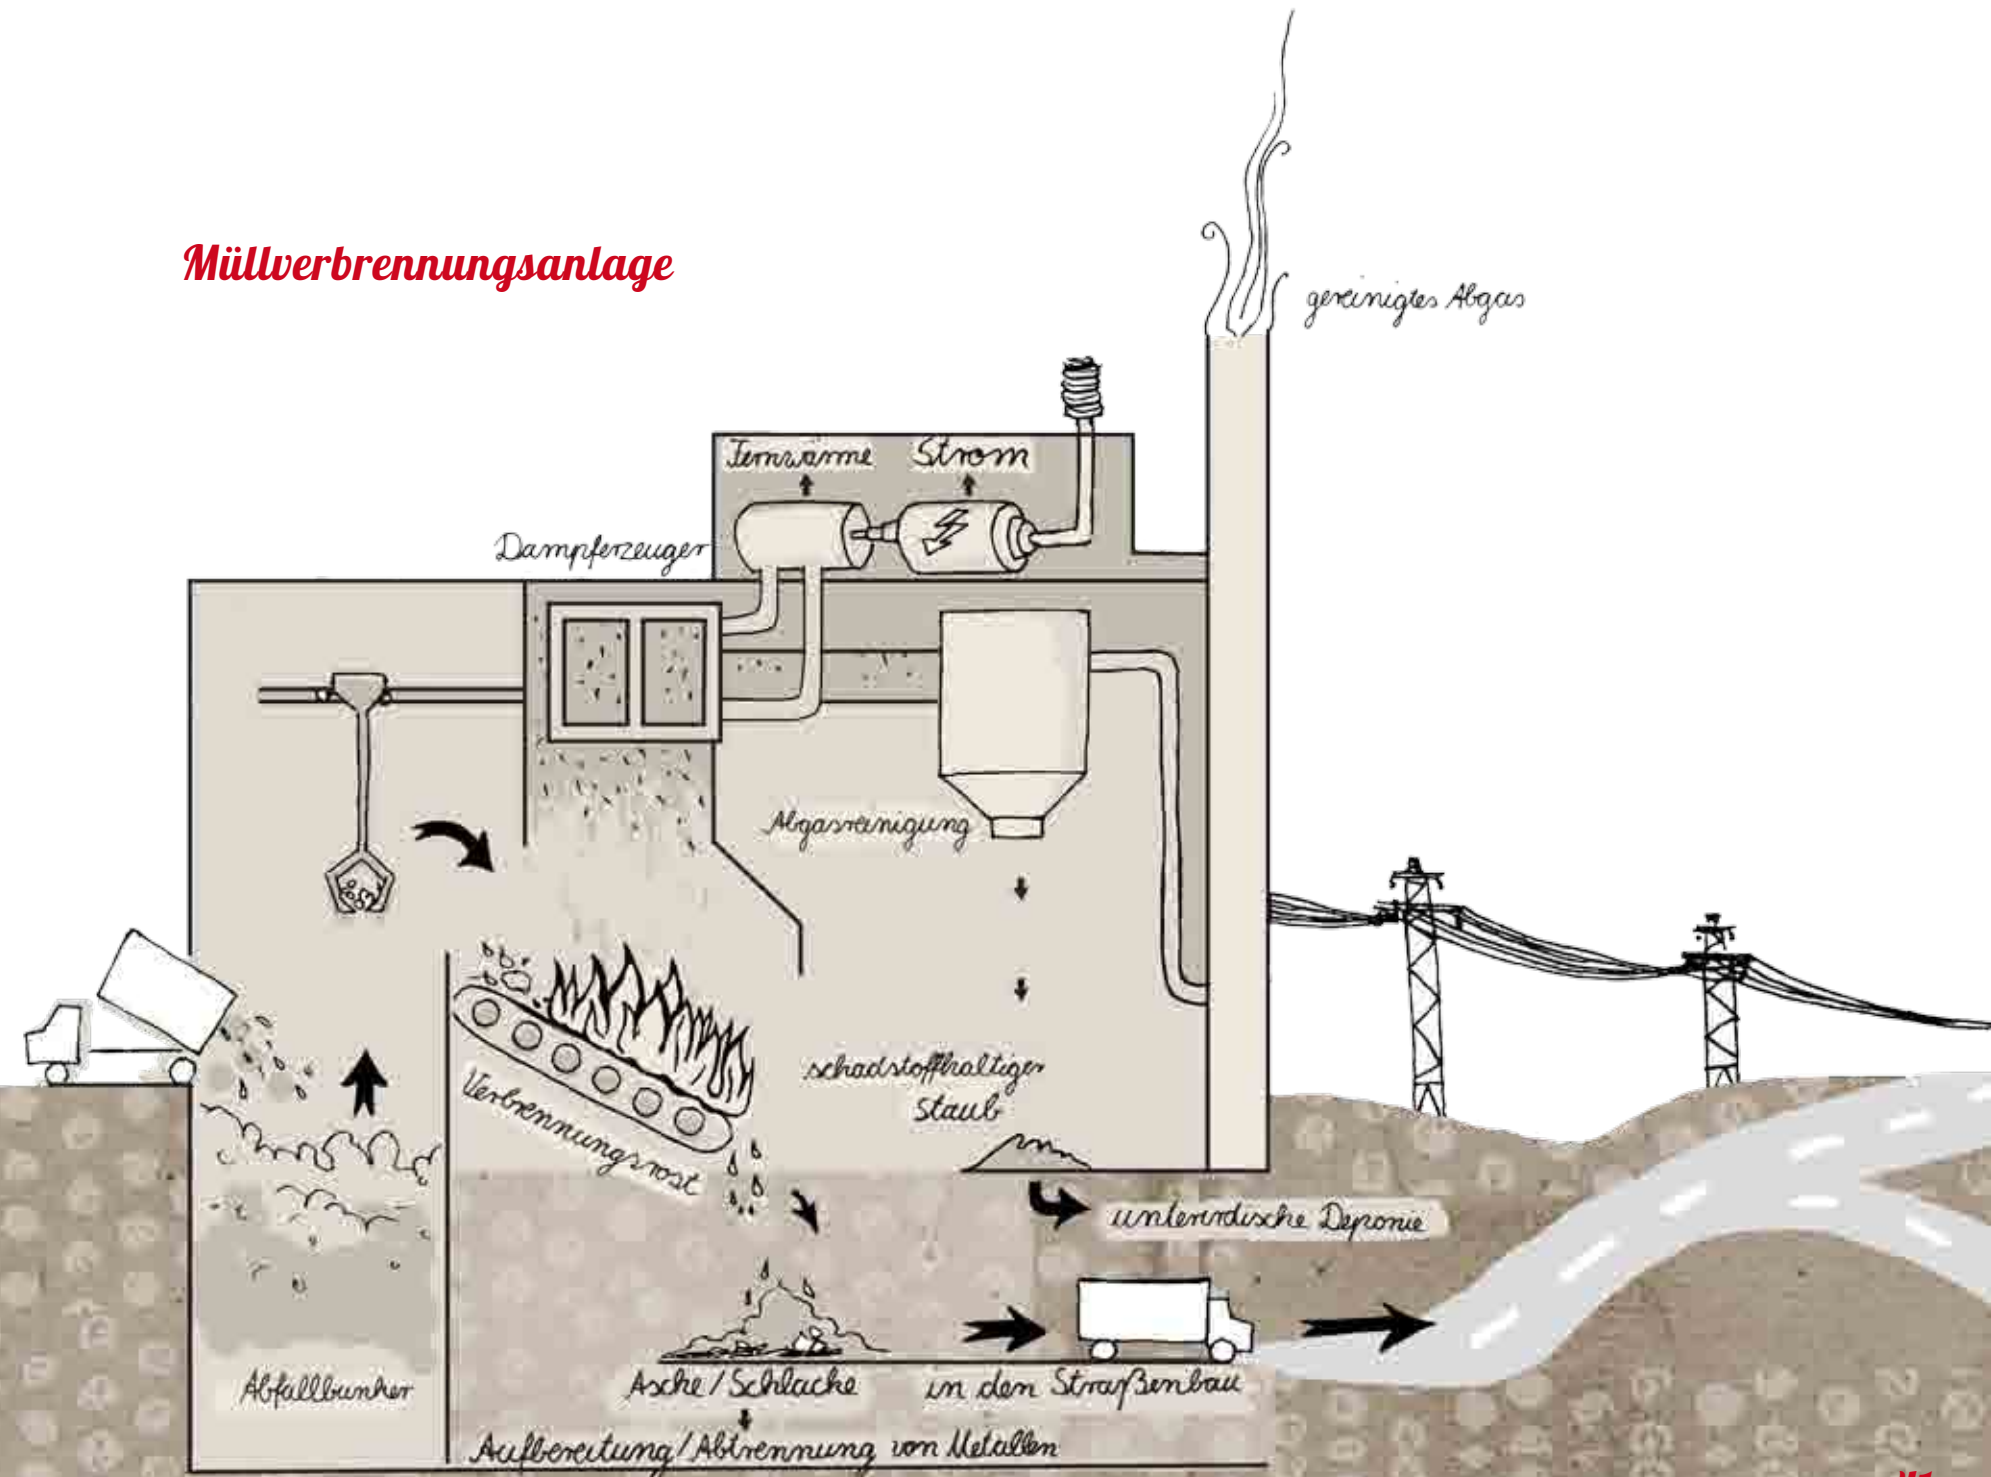 Müllverbrennungsanlage
gereinigtes Abgas
Fernwärme
Strom
Dampferzeuger
Abgasreinigung
schadstoffhaltiger
Staub
Verbrennungsrost
unterirdische Deponie
Abfallbunker
Asche/Schlacke
in den Straßenbau
Aufbereitung/Abtrennung von Metallen